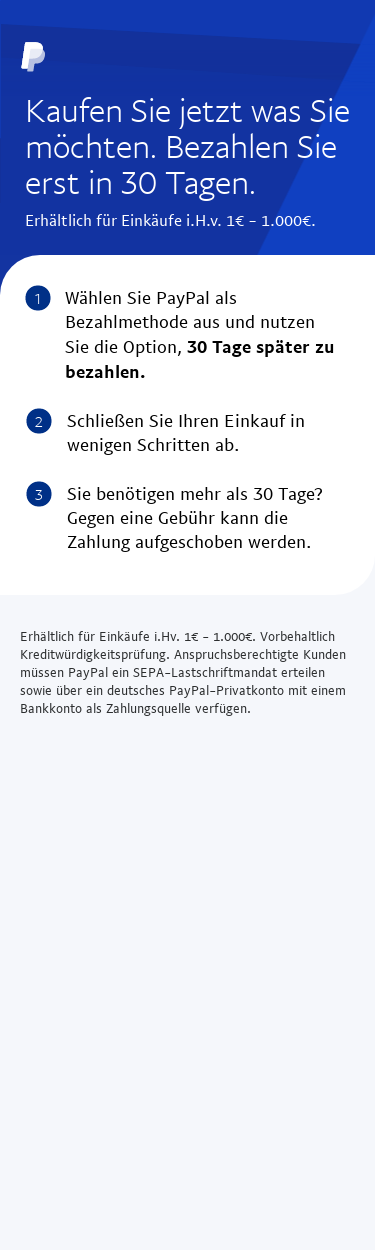 Kaufen Sie jetzt was Sie
möchten. Bezahlen Sie
erst in 30 Tagen.
Erhältlich für Einkäufe i.H.v. 1€ – 1.000€.
1 Wählen Sie PayPal als
Bezahlmethode aus und nutzen
Sie die Option, 30 Tage später zu
bezahlen.
2 Schließen Sie Ihren Einkauf in
wenigen Schritten ab.
3 Sie benötigen mehr als 30 Tage?
Gegen eine Gebühr kann die
Zahlung aufgeschoben werden.
Erhältlich für Einkäufe i.Hv. 1€ - 1.000€. Vorbehaltlich
Kreditwürdigkeitsprüfung. Anspruchsberechtigte Kunden
müssen PayPal ein SEPA-Lastschriftmandat erteilen
sowie über ein deutsches PayPal-Privatkonto mit einem
Bankkonto als Zahlungsquelle verfügen.